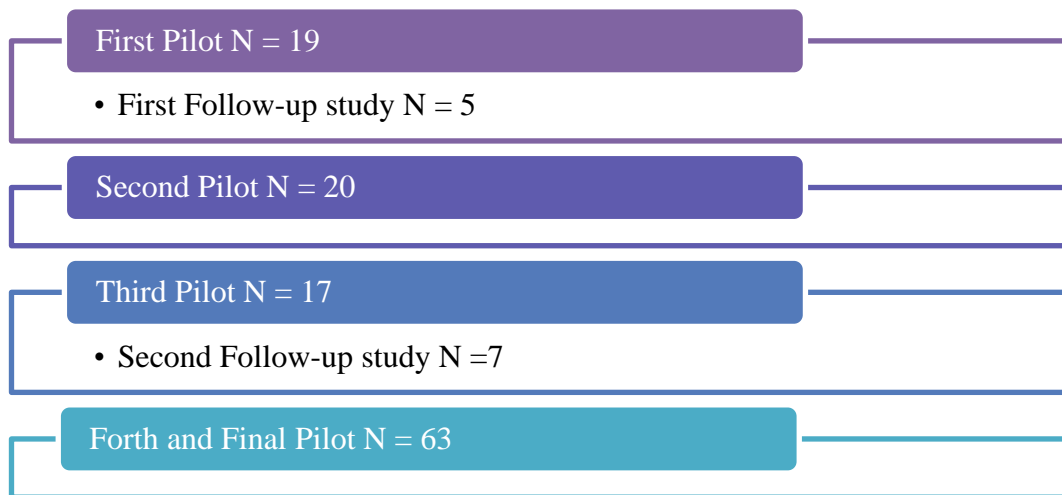 First Pilot N = 19
• First Follow-up study N = 5
Second Pilot N = 20
Third Pilot N = 17
• Second Follow-up study N =7
Forth and Final Pilot N = 63